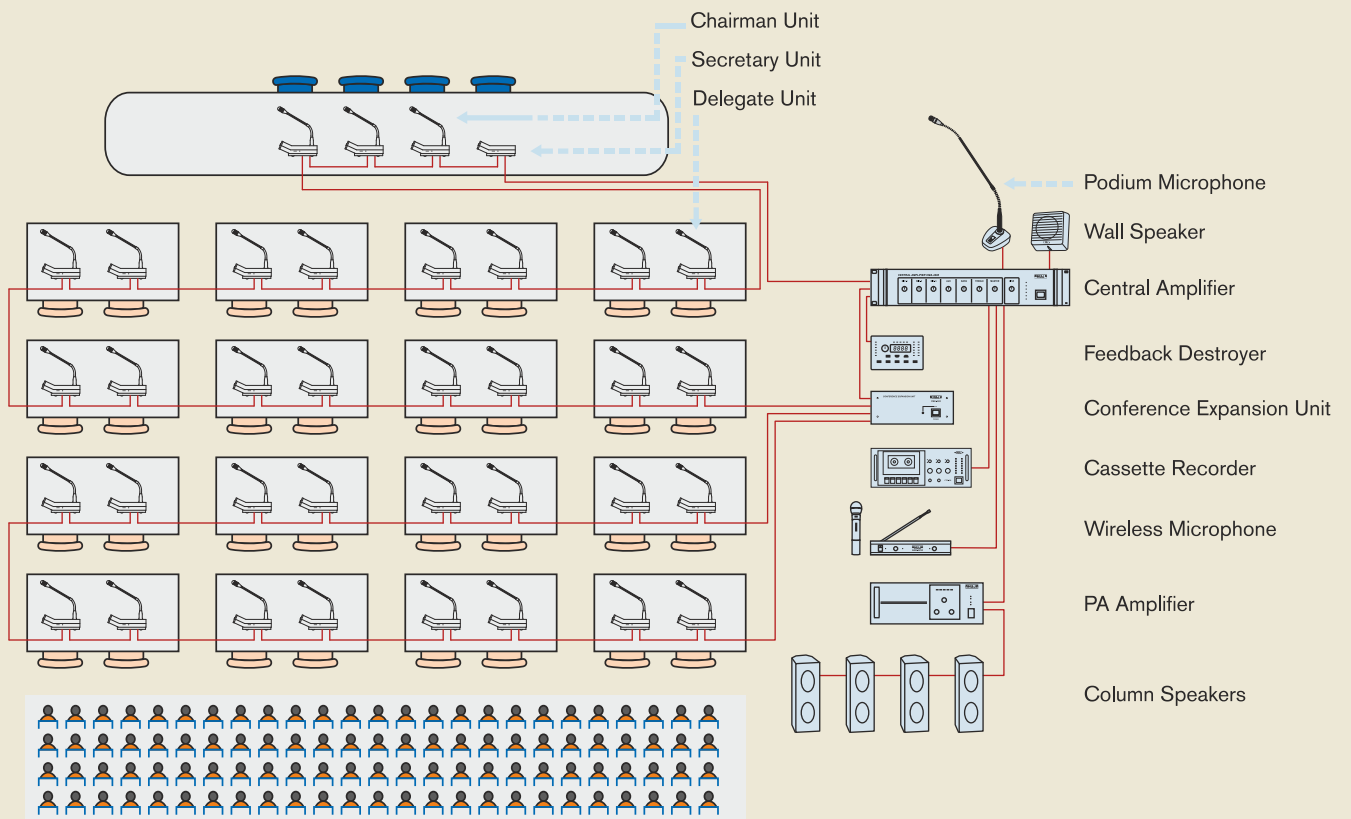 Chairman Unit
Secretary Unit
Delegate Unit
Podium Microphone
Wall Speaker
Central Amplifier
Feedback Destroyer
Conference Expansion Unit
Cassette Recorder
Wireless Microphone
PA Amplifier
Column Speakers